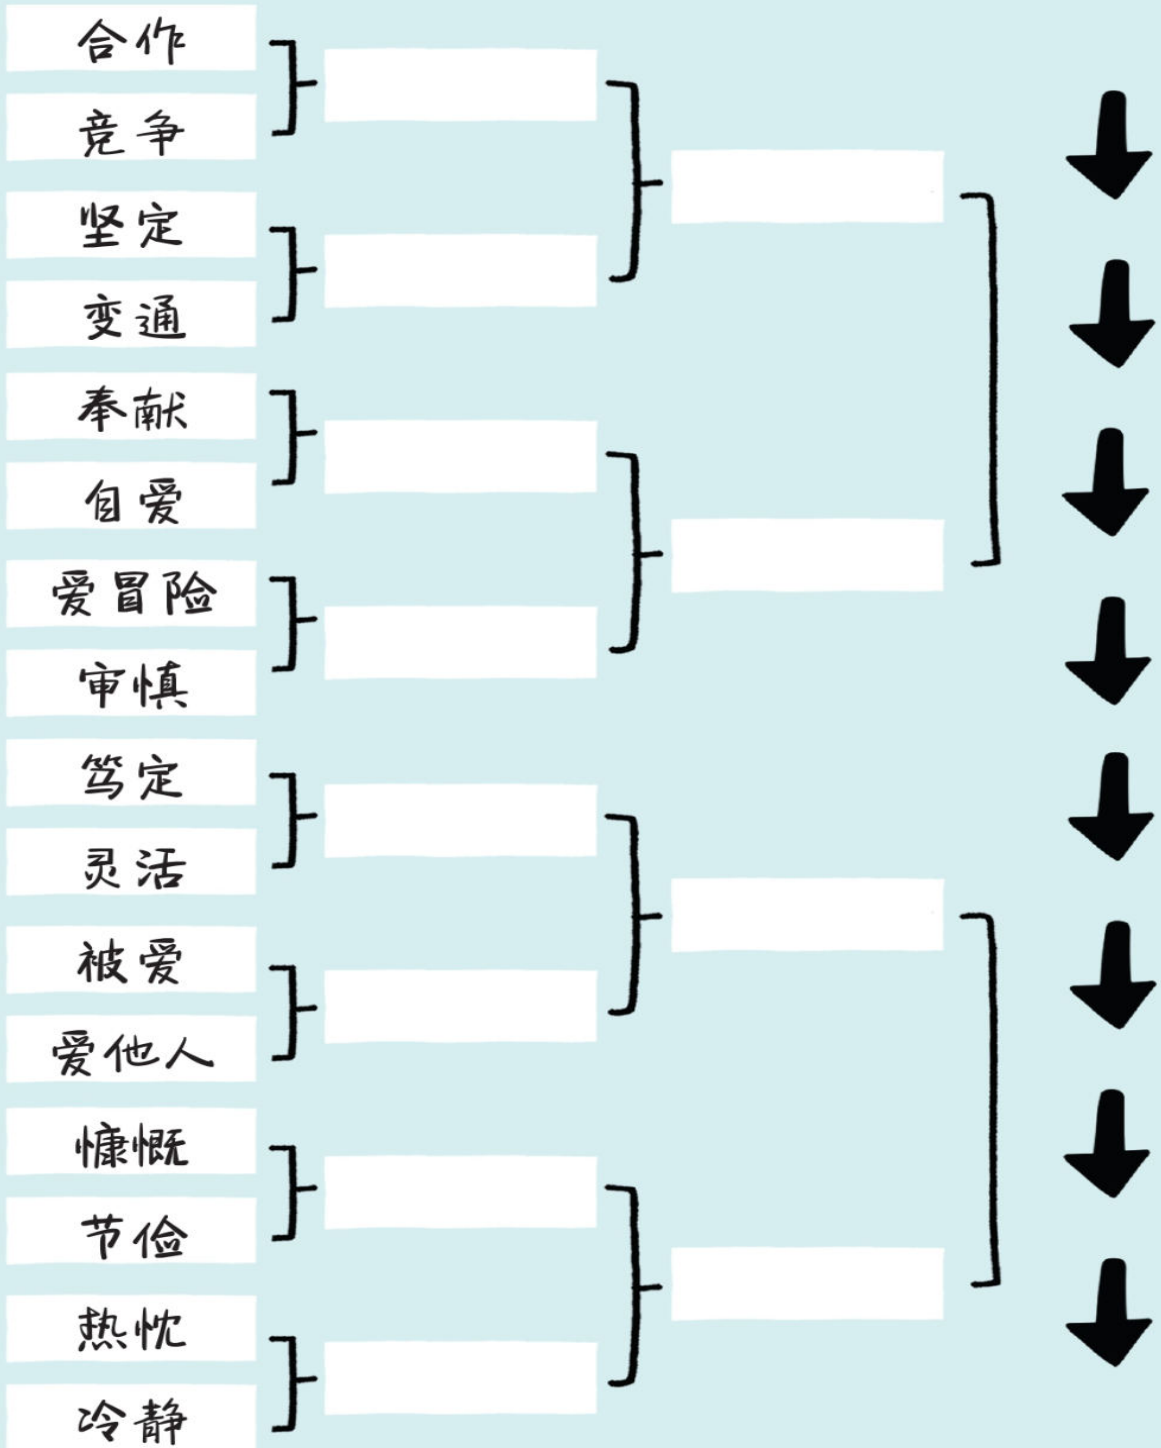 合作
竞争
坚定
变通
奉献
自爱
爱冒险
审慎
笃定
灵活
被爱
爱他人
慷慨
节俭
热忱
冷静